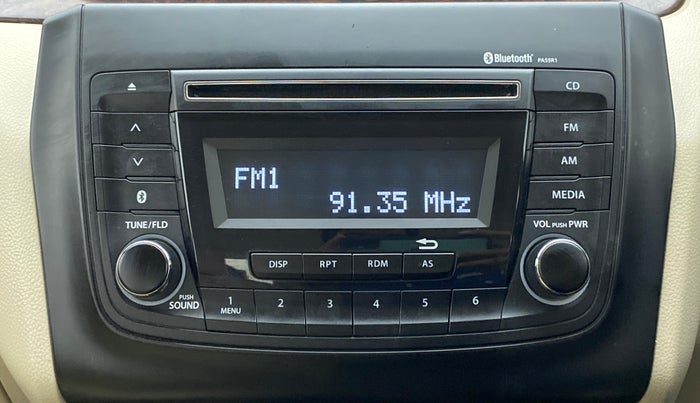 Bluetooth PA55R1
CD
FM
AM
MEDIA
FM1
91.35 MHz
TUNE/FLD
VOL PUSH PWR
DISP RPT RDM AS
PUSH
SOUND
1 2 3 4 5 6
MENU